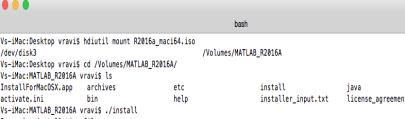 bash
Vs-iMac:Desktop vravi$ hdiutil mount R2016a_maci64.iso
/dev/disk3 /Volumes/MATLAB_R2016A
Vs-iMac:Desktop vravi$ cd /Volumes/MATLAB_R2016A/
Vs-iMac:MATLAB_R2016A vravi$ ls
InstallForMacOSX.app archives etc install java
activate.ini bin help installer_input.txt license_agreemen
Vs-iMac:MATLAB_R2016A vravi$ ./install